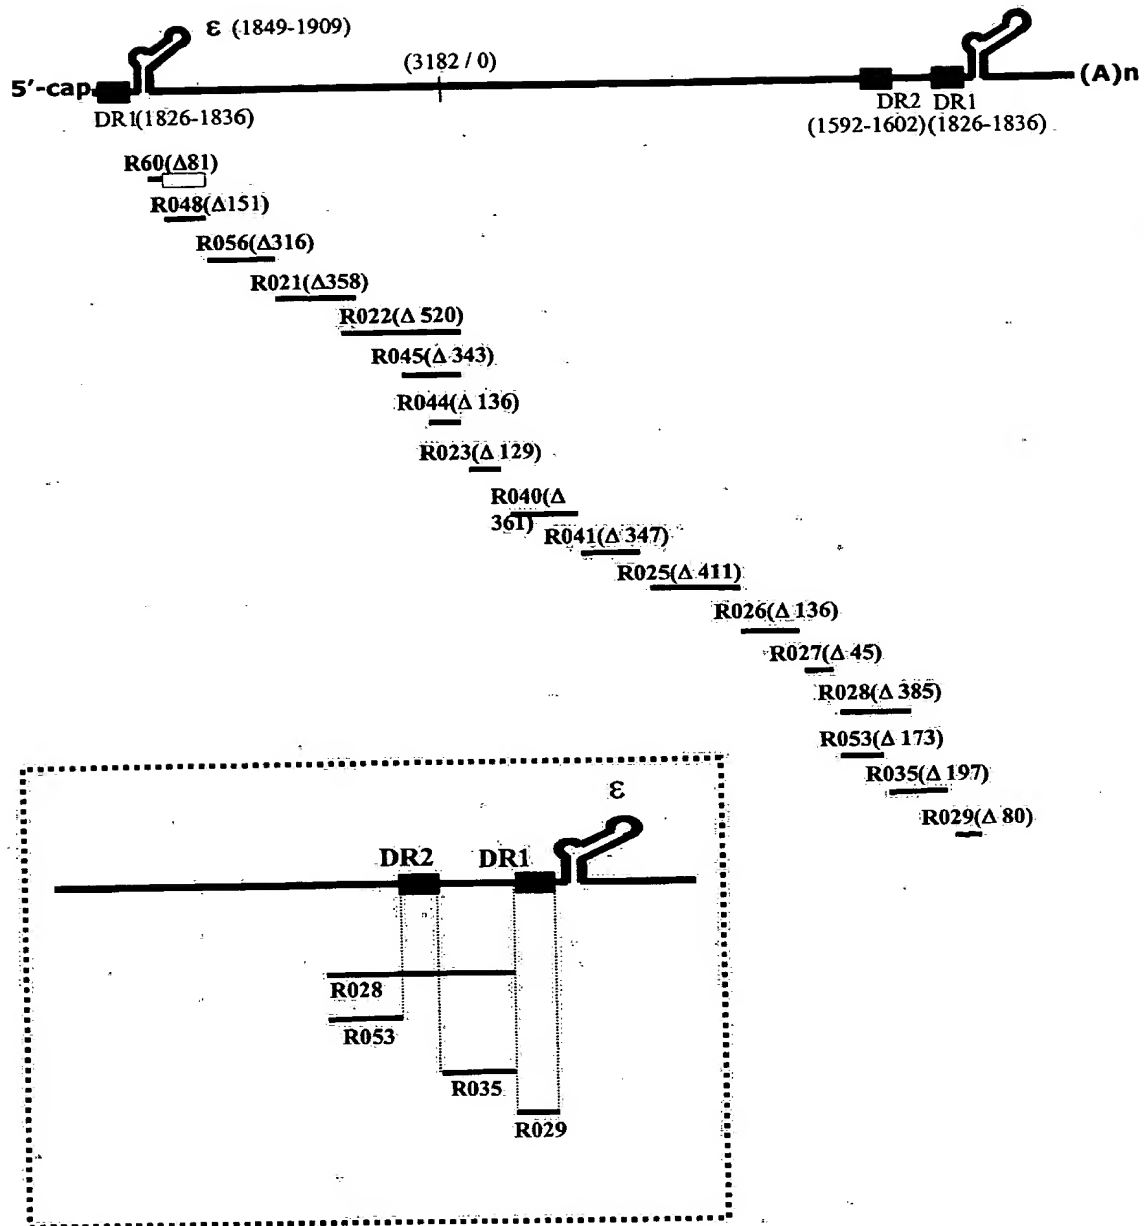 ε (1849-1909)
(3182 / 0)
5'-cap
(A)n
DR1(1826-1836)
DR2 DR1
(1592-1602)(1826-1836)
R60(Δ81)
R048(Δ151)
R056(Δ316)
R021(Δ358)
R022(Δ 520)
R045(Δ 343)
R044(Δ 136)
R023(Δ 129)
R040(Δ
361)
R041(Δ 347)
R025(Δ 411)
R026(Δ 136)
R027(Δ 45)
R028(Δ 385)
R053(Δ 173)
R035(Δ 197)
R029(Δ 80)
ε
DR2 DR1
R028
R053
R035
R029